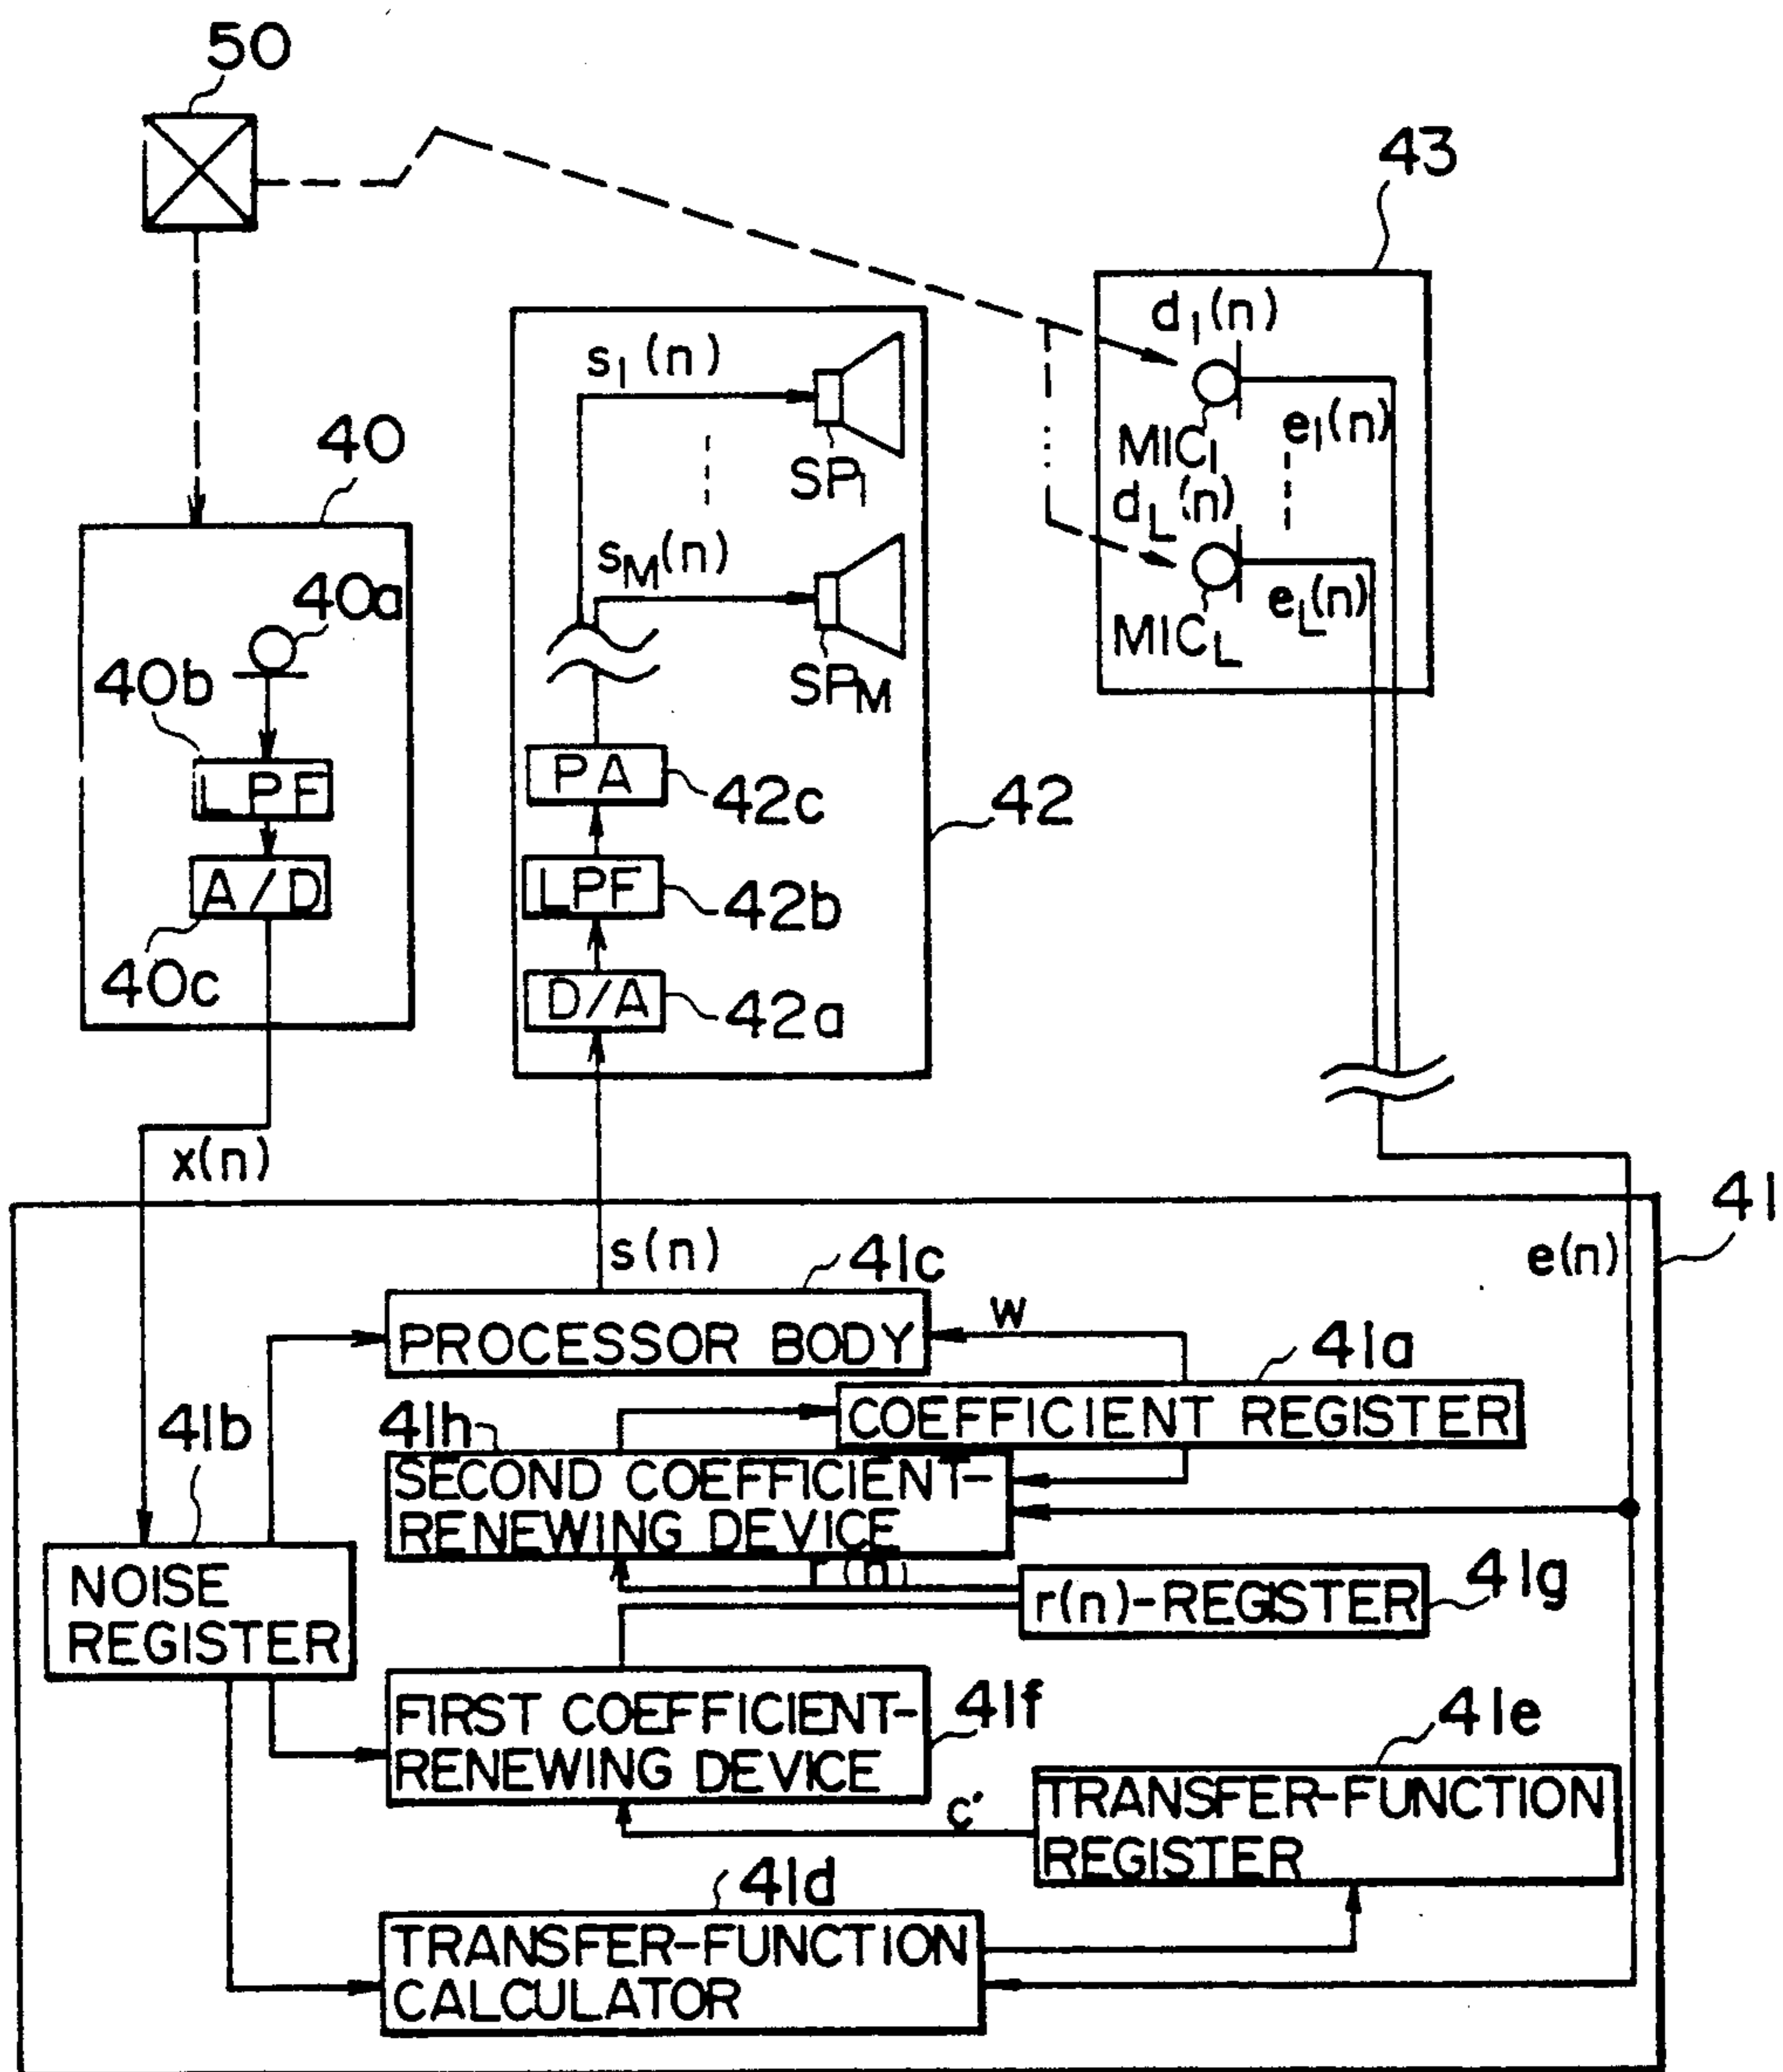 50
43
d1(n)
s1(n)
e1(n)
40
MIC1
SP1
dL(n)
sM(n)
40a
eL(n)
MICL
40b
SPM
PA
LPF
42c
42
A/D
LPF
42b
40c
D/A
42a
x(n)
41
s(n)
41c
e(n)
W
PROCESSOR BODY
41a
41b
41h
COEFFICIENT REGISTER
SECOND COEFFICIENT-
RENEWING DEVICE
r(n)
NOISE
REGISTER
r(n)-REGISTER
41g
FIRST COEFFICIENT-
RENEWING DEVICE
41f
41e
c'
TRANSFER-FUNCTION
REGISTER
41d
TRANSFER-FUNCTION
CALCULATOR